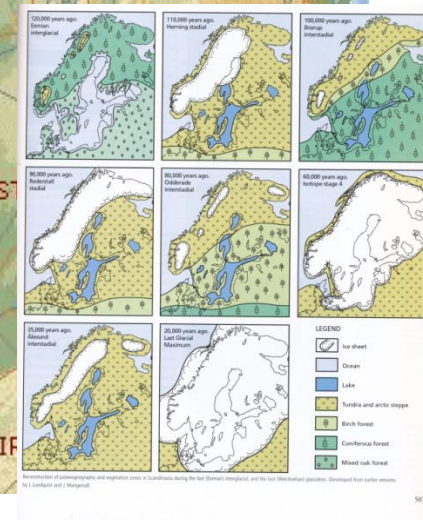 120,000 years ago.
Eemian
interglacial
110,000 years ago.
Herning stadial
100,000 years ago.
Brørup
interstadial
90,000 years ago.
Rederstall
stadial
80,000 years ago.
Odderade
interstadial
60,000 years ago.
Isotope stage 4
35,000 years ago.
Ålesund
interstadial
20,000 years ago.
Last Glacial
Maximum
LEGEND
Ice sheet
Ocean
Lake
Tundra and arctic steppe
Birch forest
Coniferous forest
Mixed oak forest
Reconstruction of palaeogeography and vegetation zones in Scandinavia during the last (Eemian) interglacial, and the last (Weichselian) glaciation. (Developed from earlier versions
by J. Lundqvist and J. Mangerud)